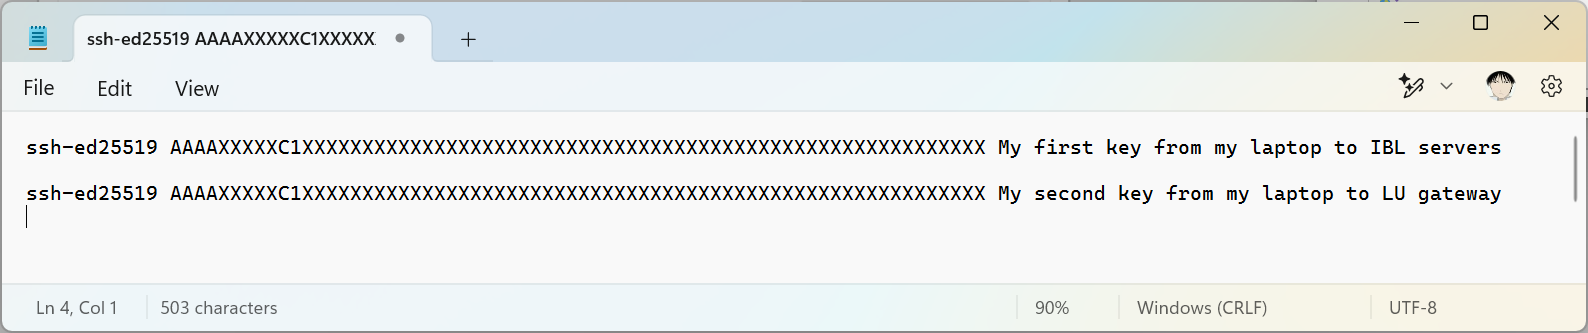 ssh-ed25519 AAAAXXXXXC1XXXXX
File Edit View
ssh-ed25519 AAAAXXXXXC1XXXXXXXXXXXXXXXXXXXXXXXXXXXXXXXXXXXXXXXXXXXXXXXXXXXXXXXXX My first key from my laptop to IBL servers
ssh-ed25519 AAAAXXXXXC1XXXXXXXXXXXXXXXXXXXXXXXXXXXXXXXXXXXXXXXXXXXXXXXXXXXXXXXXX My second key from my laptop to LU gateway
Ln 4, Col 1 503 characters 90% Windows (CRLF) UTF-8